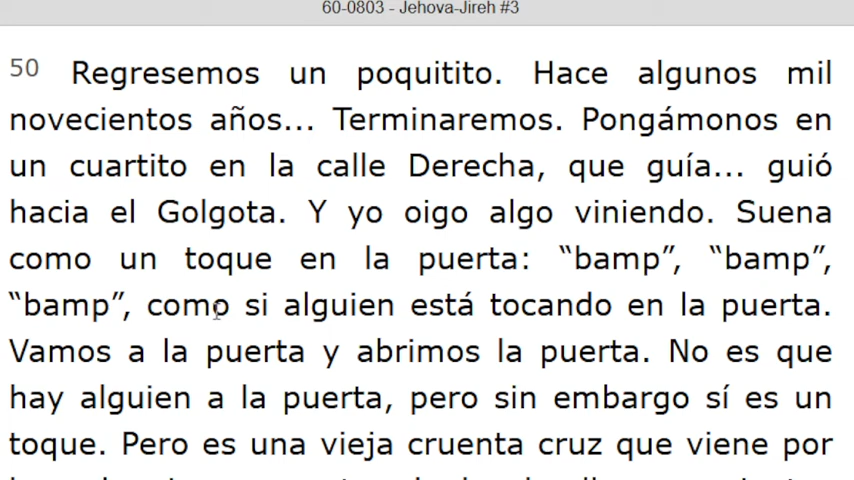 60-0803 - Jehova-Jireh #3
50 Regresemos un poquitito. Hace algunos mil
novecientos años... Terminaremos. Pongámonos en
un cuartito en la calle Derecha, que guía... guió
hacia el Golgota. Y yo oigo algo viniendo. Suena
como un toque en la puerta: “bamp”, “bamp”,
“bamp”, como si alguien está tocando en la puerta.
Vamos a la puerta y abrimos la puerta. No es que
hay alguien a la puerta, pero sin embargo sí es un
toque. Pero es una vieja cruenta cruz que viene por